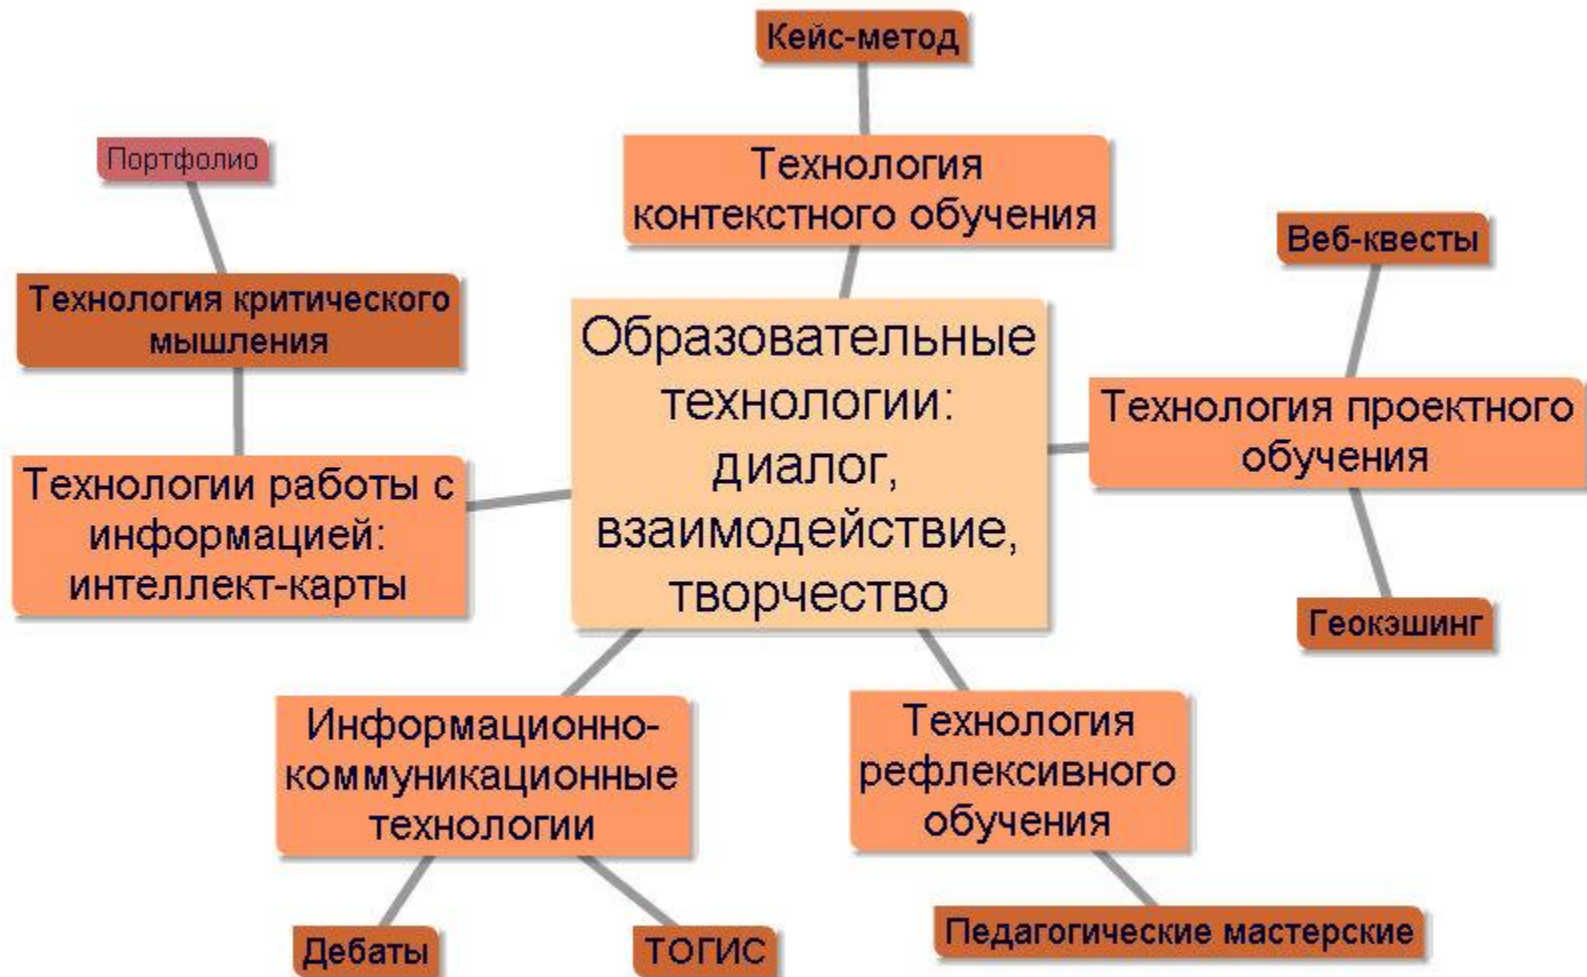 Кейс-метод
Технология
контекстного обучения
Портфолио
Технология критического
мышления
Технологии работы с
информацией:
интеллект-карты
Образовательные
технологии:
диалог,
взаимодействие,
творчество
Веб-квесты
Технология проектного
обучения
Геокэшинг
Информационно-
коммуникационные
технологии
Дебаты
ТОГИС
Технология
рефлексивного
обучения
Педагогические мастерские